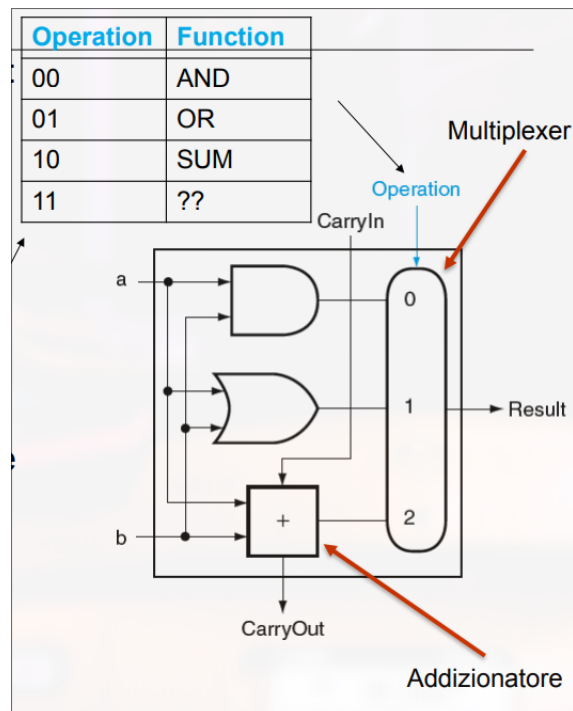 Operation Function
00 AND
01 OR
10 SUM
11 ??
Multiplexer
Operation
CarryIn
a
0
1
Result
2
+
b
CarryOut
Addizionatore